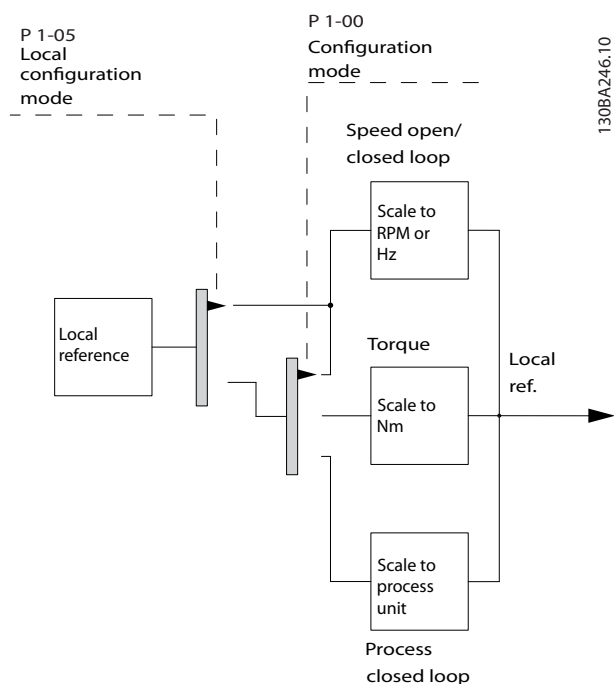 P 1-05
Local
configuration
mode
P 1-00
Configuration
mode
130BA246.10
Speed open/
closed loop
Scale to
RPM or
Hz
Local
reference
Torque
Scale to
Nm
Local
ref.
Scale to
process
unit
Process
closed loop